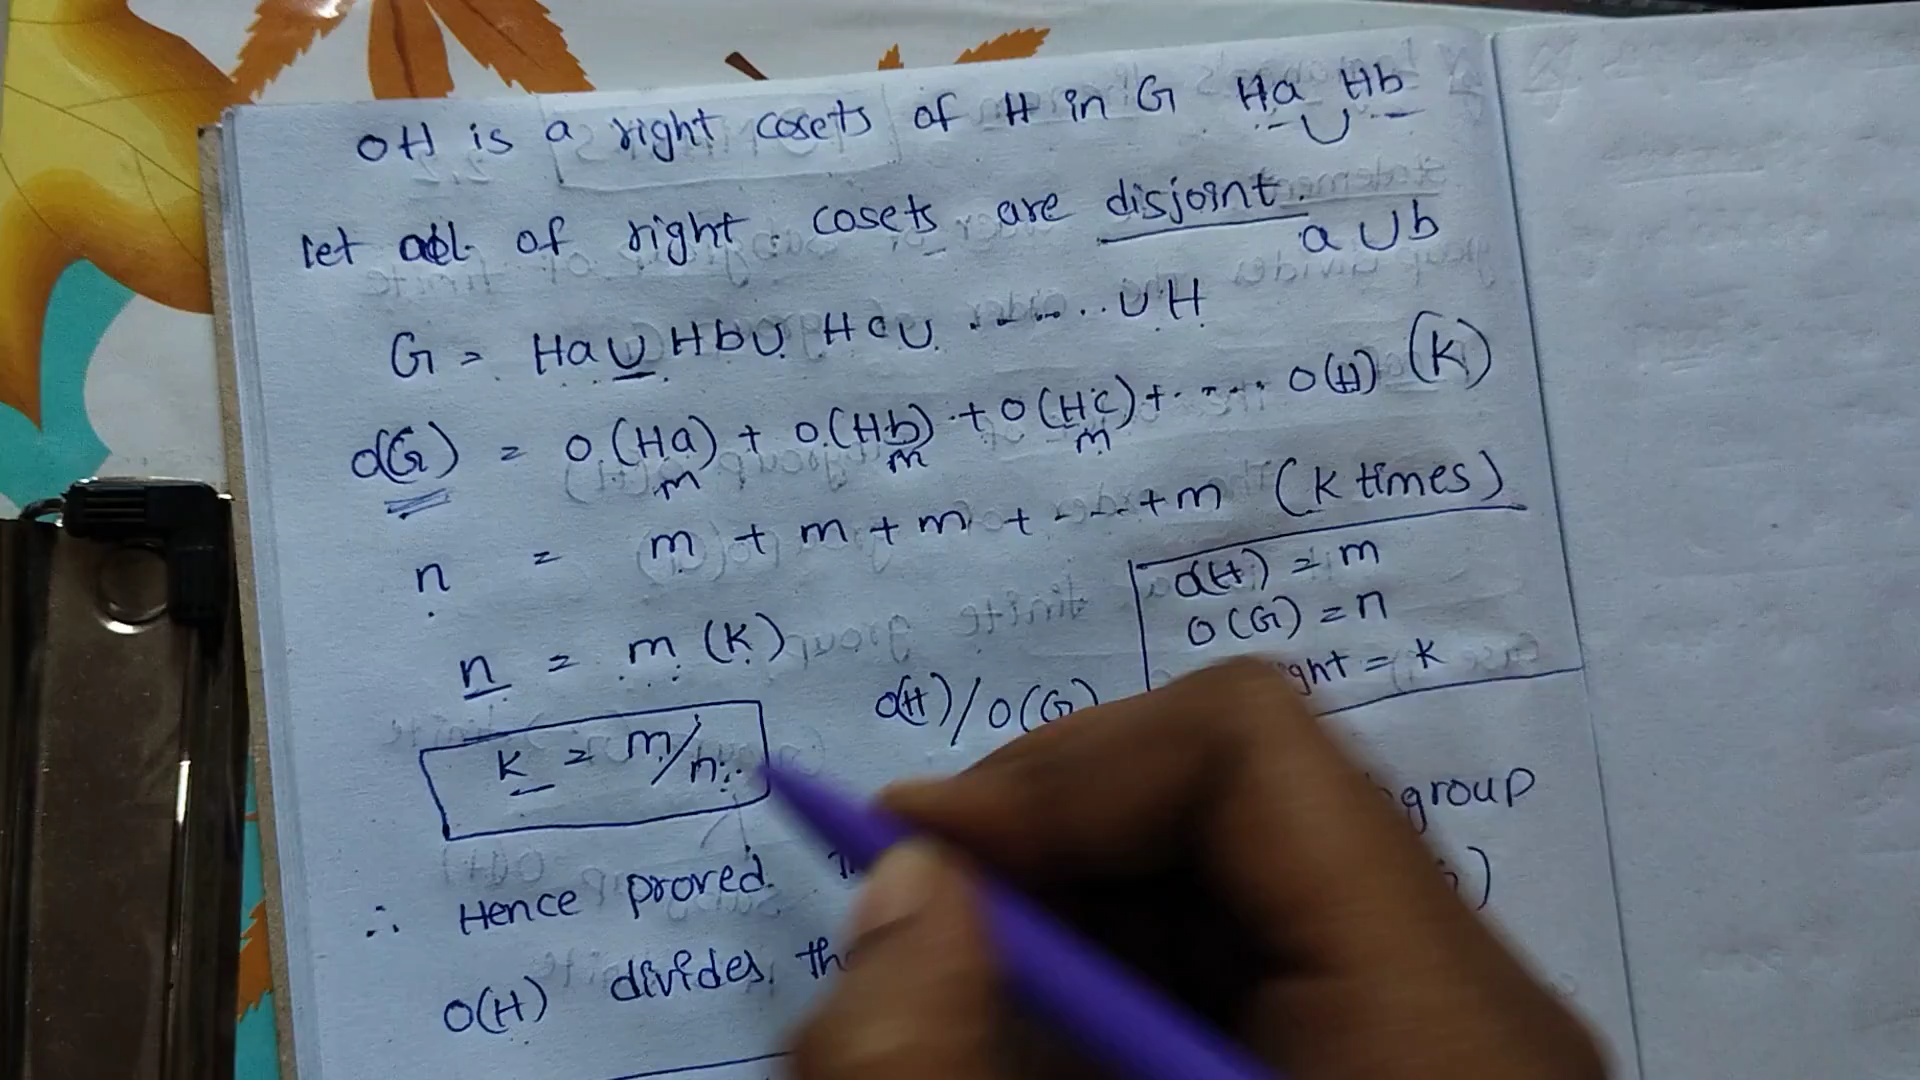 OH is a right cosets of H in G Ha Hb
∪
let all of right cosets are disjoint.
a ∪ b
G = Ha ∪ Hb ∪ Hc ∪ ------.. ∪ H
O(G) = O(Ha) + O(Hb) + O(Hc) + ..... O(H) (K)
m m m
n = m + m + m + ---- + m (K times)
O(H) = m
O(G) = n
ght = K
n = m (K)
O(H)/O(G)
K = m/n
group
∴ Hence proved.
O(H) divides